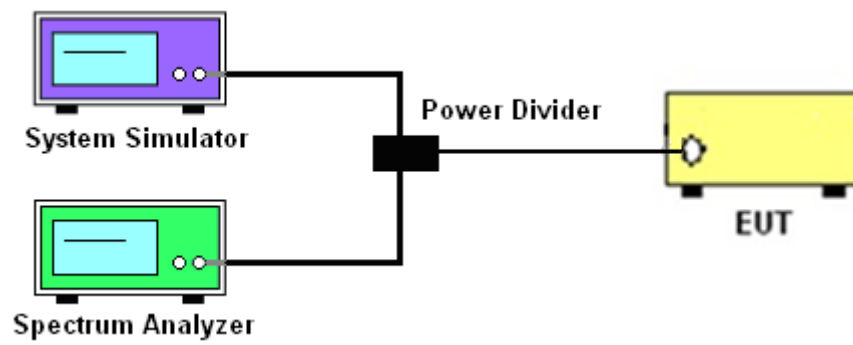 System Simulator
Power Divider
EUT
Spectrum Analyzer